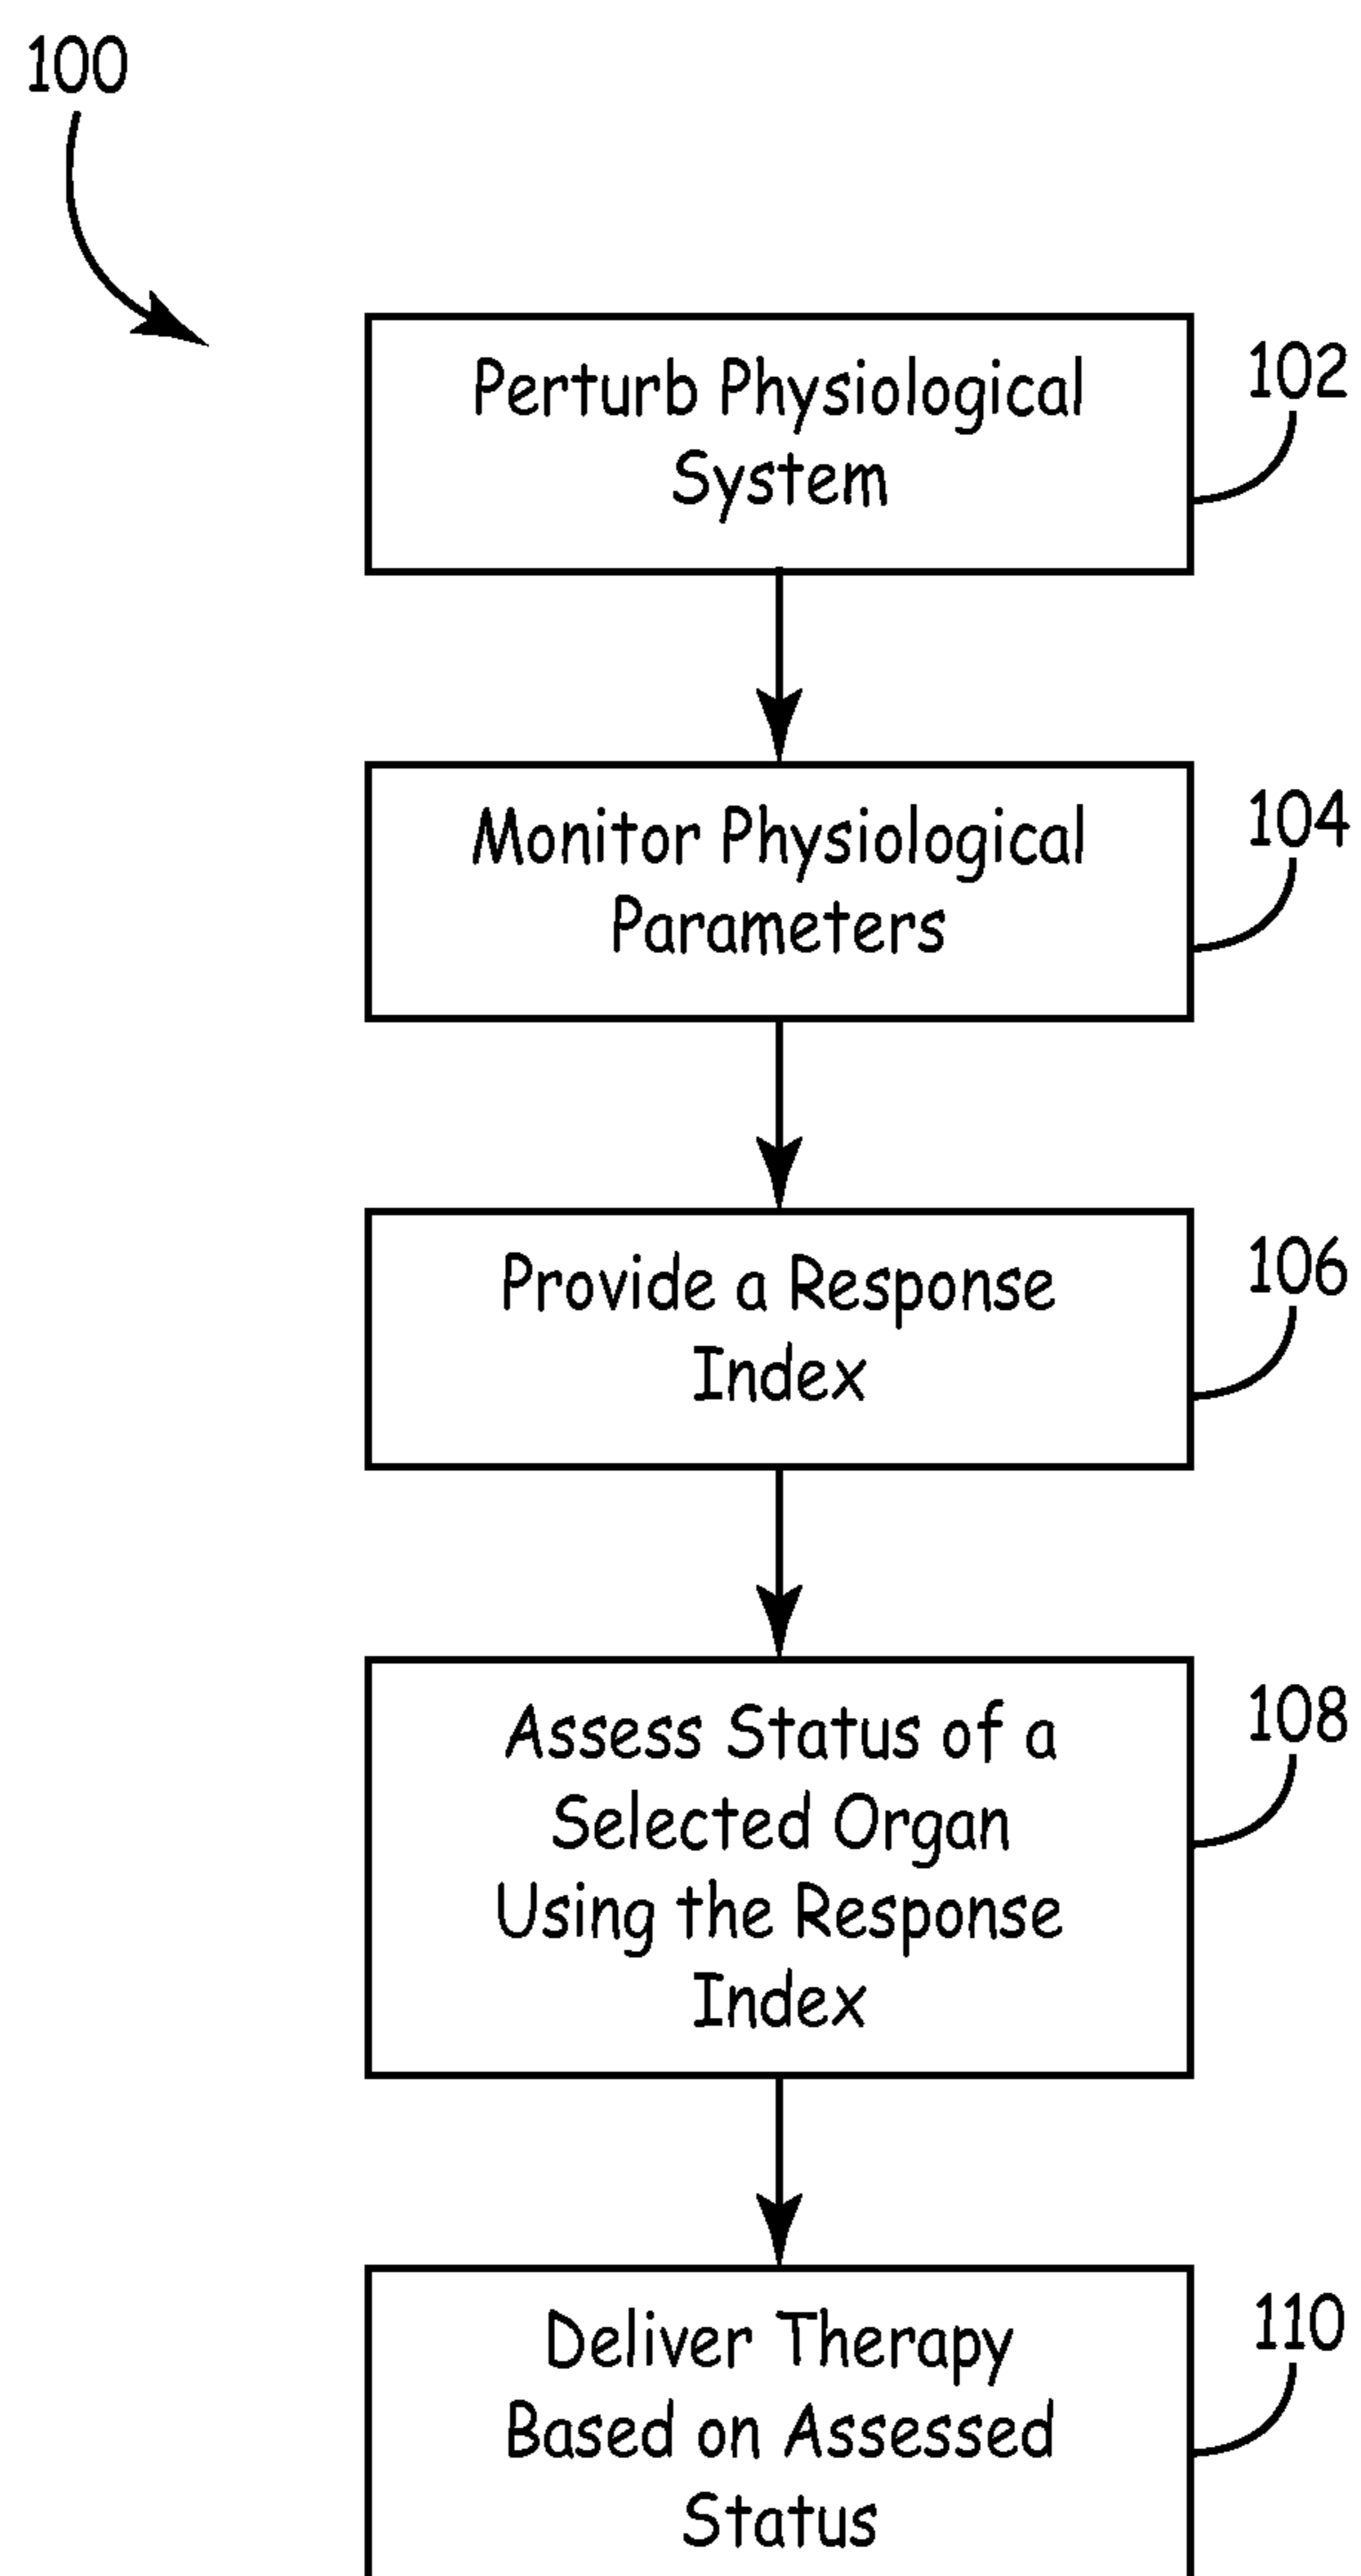 100
Perturb Physiological
System
102
Monitor Physiological
Parameters
104
Provide a Response
Index
106
Assess Status of a
Selected Organ
Using the Response
Index
108
Deliver Therapy
Based on Assessed
Status
110